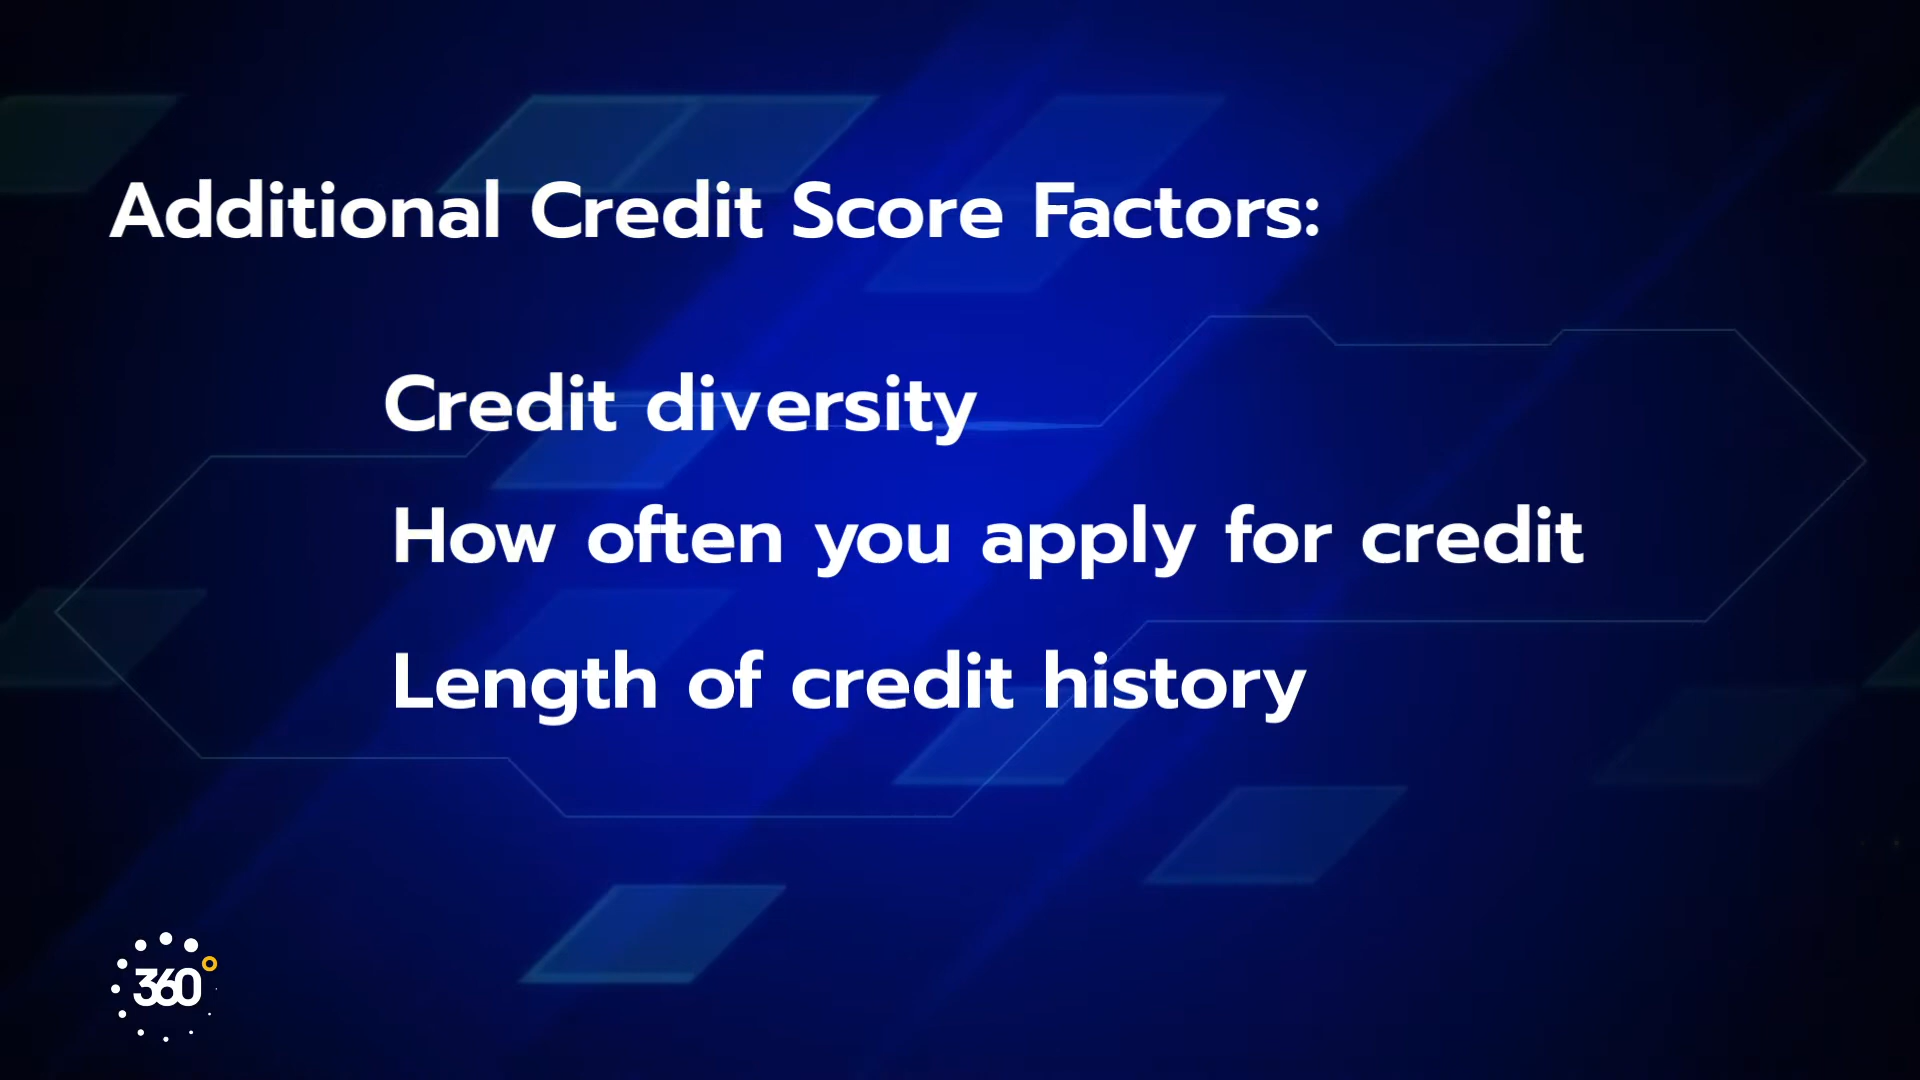 Additional Credit Score Factors:
Credit diversity
How often you apply for credit
Length of credit history
360